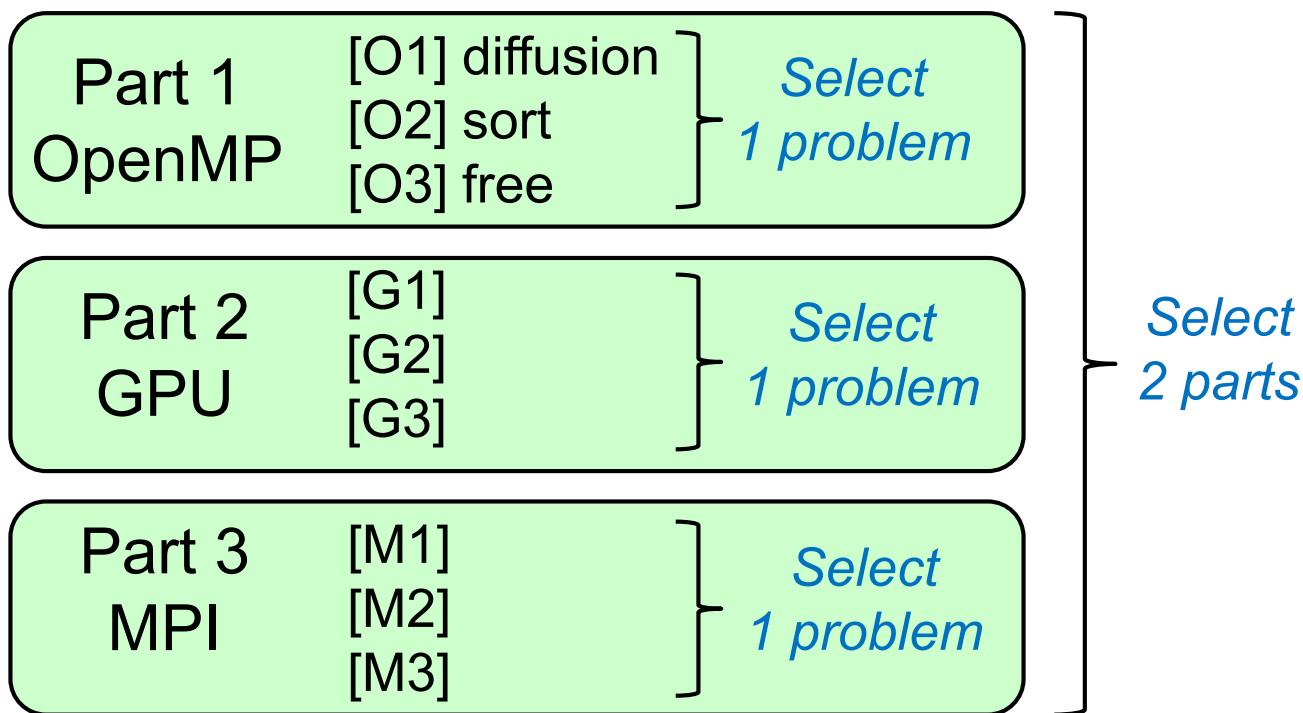 Part 1
OpenMP
[O1] diffusion
[O2] sort
[O3] free
Select
1 problem
Part 2
GPU
[G1]
[G2]
[G3]
Select
1 problem
Part 3
MPI
[M1]
[M2]
[M3]
Select
1 problem
Select
2 parts